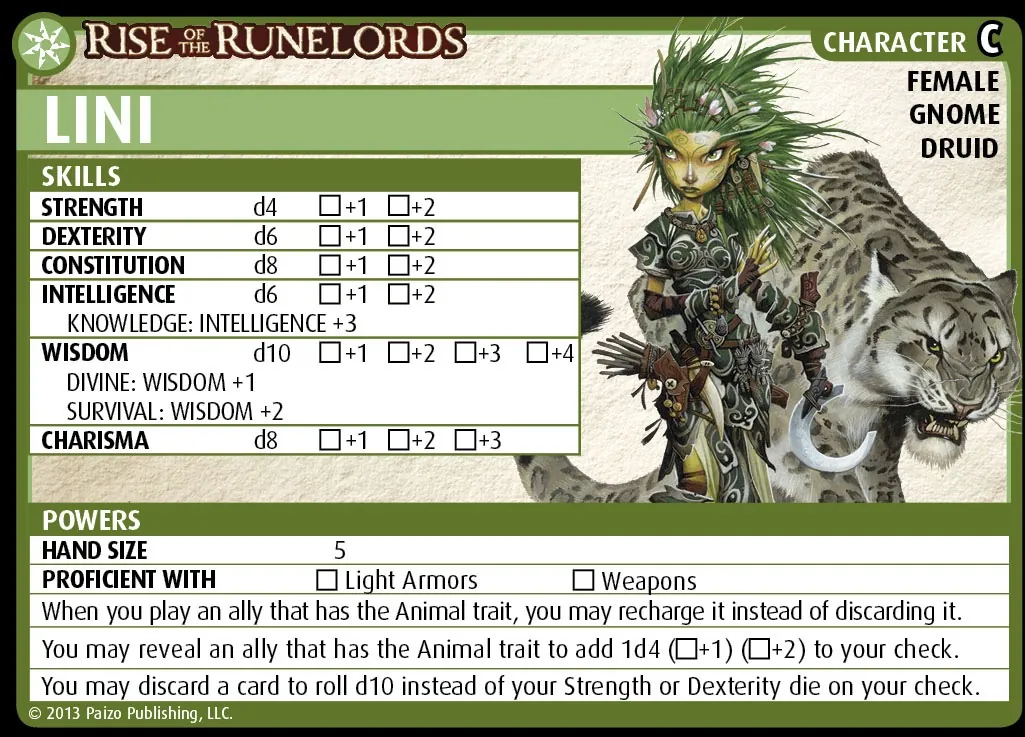 RISE OF THE RUNELORDS
CHARACTER C
FEMALE
GNOME
DRUID
LINI
SKILLS
STRENGTH d4 ☐+1 ☐+2
DEXTERITY d6 ☐+1 ☐+2
CONSTITUTION d8 ☐+1 ☐+2
INTELLIGENCE d6 ☐+1 ☐+2
KNOWLEDGE: INTELLIGENCE +3
WISDOM d10 ☐+1 ☐+2 ☐+3 ☐+4
DIVINE: WISDOM +1
SURVIVAL: WISDOM +2
CHARISMA d8 ☐+1 ☐+2 ☐+3
POWERS
HAND SIZE 5
PROFICIENT WITH ☐ Light Armors ☐ Weapons
When you play an ally that has the Animal trait, you may recharge it instead of discarding it.
You may reveal an ally that has the Animal trait to add 1d4 (☐+1) (☐+2) to your check.
You may discard a card to roll d10 instead of your Strength or Dexterity die on your check.
© 2013 Paizo Publishing, LLC.